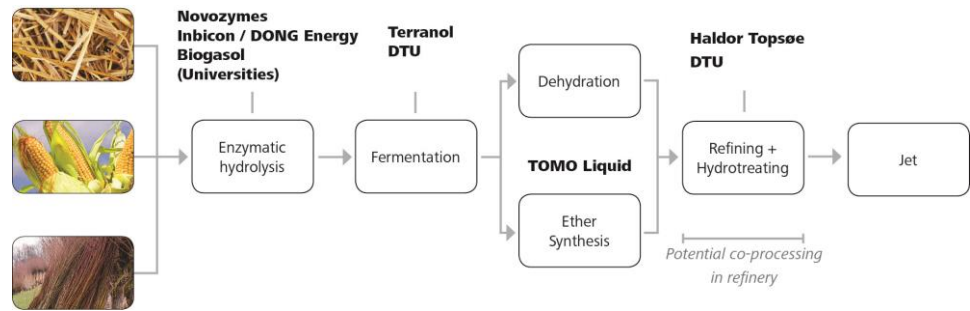 Novozymes
Inbicon / DONG Energy
Biogasol
(Universities)
Terranol
DTU
Haldor Topsøe
DTU
Enzymatic
hydrolysis
Fermentation
Dehydration
TOMO Liquid
Ether
Synthesis
Refining +
Hydrotreating
Jet
Potential co-processing
in refinery